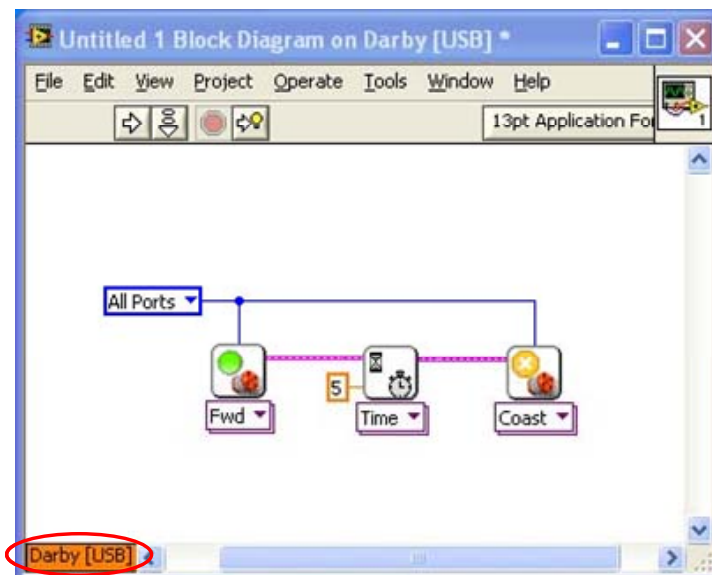 Untitled 1 Block Diagram on Darby [USB] *
File Edit View Project Operate Tools Window Help
13pt Application
1
All Ports
5
Fwd Time Coast
Darby [USB]